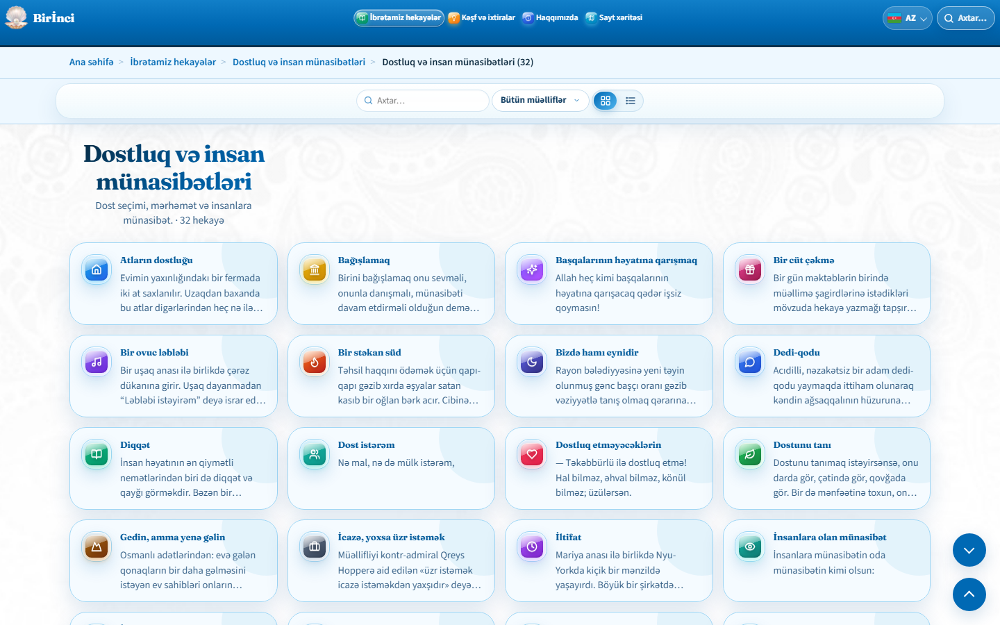 Birİnci
İbrətamiz hekayələr
Kəşf və ixtiralar
Haqqımızda
Sayt xəritəsi
AZ
Axtar...
Ana səhifə > İbrətamiz hekayələr > Dostluq və insan münasibətləri > Dostluq və insan münasibətləri (32)
Axtar...
Bütün müəlliflər
Dostluq və insan
münasibətləri
Dost seçimi, mərhəmət və insanlara
münasibət. · 32 hekayə
Atların dostluğu
Evimin yaxınlığındakı bir fermada
iki at saxlanılır. Uzaqdan baxanda
bu atlar digərlərindən heç nə ilə...
Bağışlamaq
Birini bağışlamaq onu sevməli,
onunla danışmalı, münasibəti
davam etdirməli olduğun demə...
Başqalarının həyatına qarışmaq
Allah heç kimi başqalarının
həyatına qarışacaq qədər işsiz
qoymasın!
Bir cüt çəkmə
Bir gün məktəblərin birində
müəllimə şagirdlərinə istədikləri
mövzuda hekayə yazmağı tapşır...
Bir ovuc ləbləbi
Bir uşaq anası ilə birlikdə çərəz
dükanına girir. Uşaq dayanmadan
“Ləbləbi istəyirəm” deyə israr ed...
Bir stəkan süd
Təhsil haqqını ödəmək üçün qapı-
qapı gəzib xırda əşyalar satan
kasıb bir oğlan bərk acır. Cibinə...
Bizdə hamı eynidir
Rayon bələdiyyəsinə yeni təyin
olunmuş gənc başçı oranı gəzib
vəziyyətlə tanış olmaq qərarına...
Dedi-qodu
Acıdilli, nəzakətsiz bir adam dedi-
qodu yaymaqda ittiham olunaraq
kəndin ağsaqqalının hüzuruna...
Diqqət
İnsan həyatının ən qiymətli
nemətlərindən biri də diqqət və
qayğı görməkdir. Bəzən bir...
Dost istərəm
Nə mal, nə də mülk istərəm,
Dostluq etməyəcəklərin
— Təkəbbürlü ilə dostluq etmə!
Hal bilməz, əhval bilməz, könül
bilməz; üzülərsən.
Dostunu tanı
Dostunu tanımaq istəyirsənsə, onu
darda gör, çətində gör, qovğada
gör. Bir də mənfəətinə toxun, on...
Gedin, amma yenə gəlin
Osmanlı adətlərindən: evə gələn
qonaqların bir daha gəlməsini
istəyən ev sahibləri onların...
İcazə, yoxsa üzr istəmək
Müəllifliyi kontr-admiral Qreys
Hopperə aid edilən «üzr istəmək
icazə istəməkdən yaxşıdır» deyə...
İltifat
Mariya anası ilə birlikdə Nyu-
Yorkda kiçik bir mənzildə
yaşayırdı. Böyük bir şirkətdə...
İnsanlara olan münasibət
İnsanlara münasibətin oda
münasibətin kimi olsun: